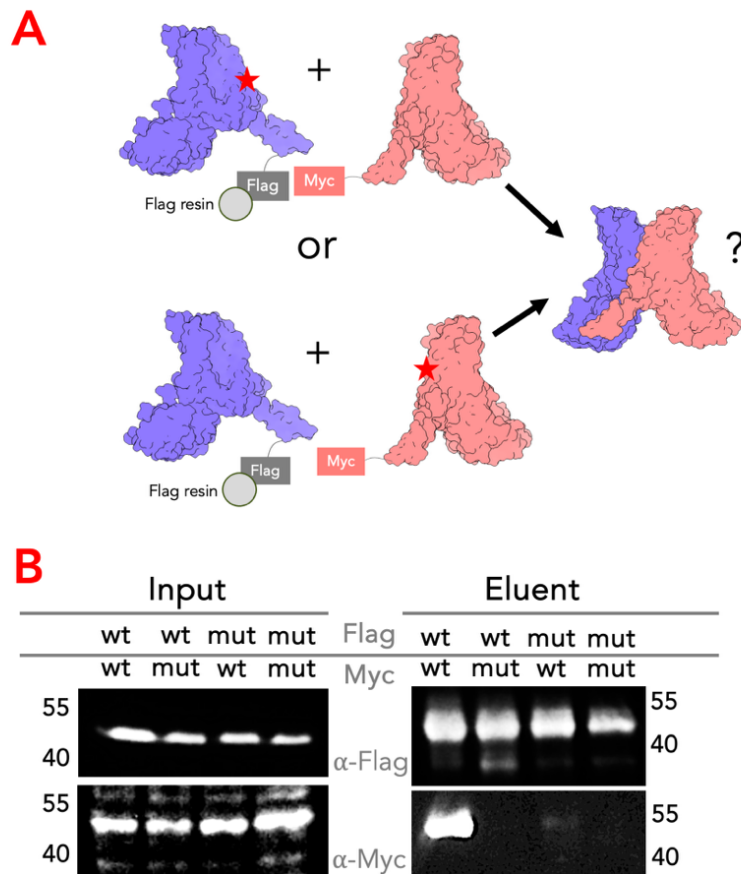 A
+
Flag
Myc
Flag resin
or
?
+
Flag
Myc
Flag resin
B
Input Eluent
wt wt mut mut Flag wt wt mut mut
wt mut wt mut Myc wt mut wt mut
55 55
40 α-Flag 40
55 55
40 α-Myc 40